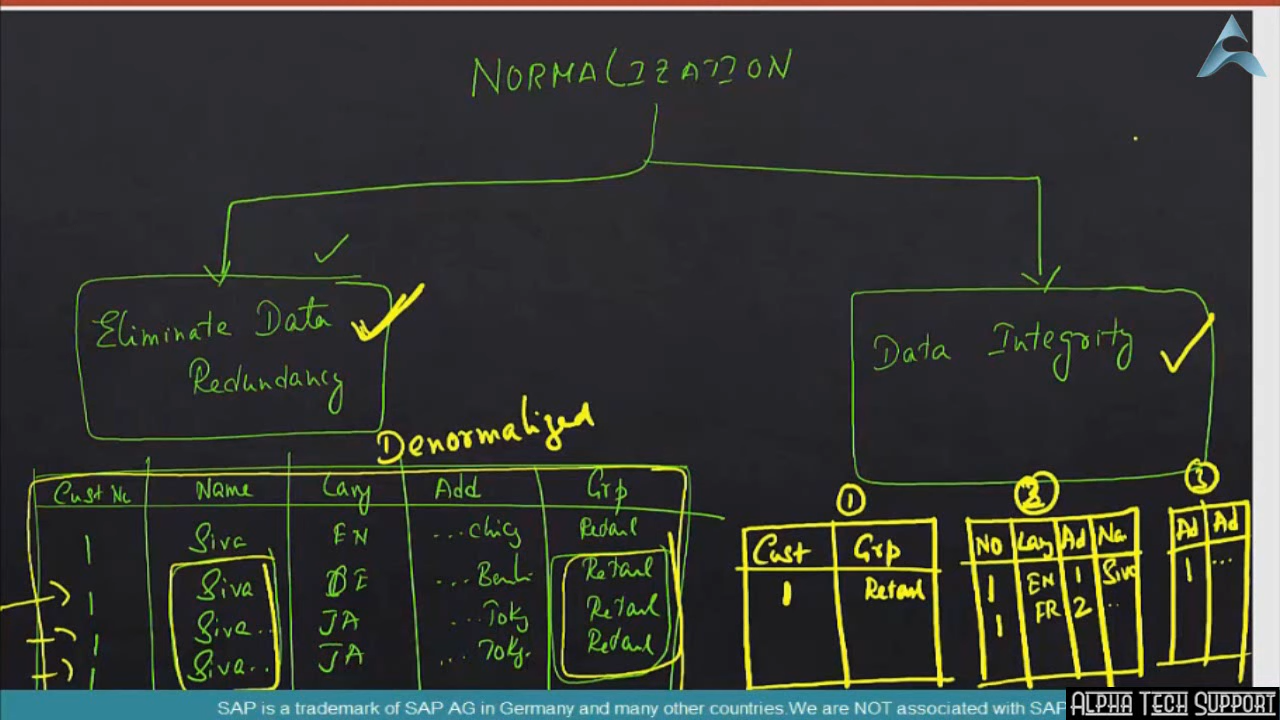 NORMALIZATION
Eliminate Data
Redundancy
Data Integrity
Denormalized
Cust No Name Lang Add Grp
1 Siva EN ...Chicg Retail
1 Siva DE ... Retail
1 Siva.. JA ...Toky Retail
1 Siva.. JA ...Toky. Retail
1
Cust Grp
1 Retail
2
NO Lag Ad Na
1 EN 1 Siva
1 FR 2 ..
3
Ad Ad
1 ...
SAP is a trademark of SAP AG in Germany and many other countries.We are NOT associated with SAP
ALPHA TECH SUPPORT